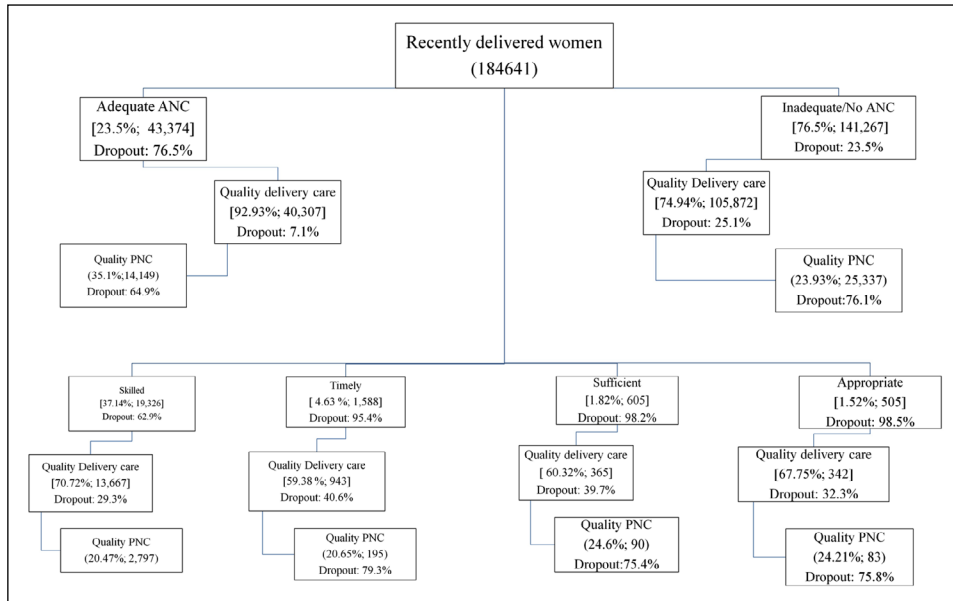 Recently delivered women
(184641)
Adequate ANC
[23.5%; 43,374]
Dropout: 76.5%
Inadequate/No ANC
[76.5%; 141,267]
Dropout: 23.5%
Quality delivery care
[92.93%; 40,307]
Dropout: 7.1%
Quality Delivery care
[74.94%; 105,872]
Dropout: 25.1%
Quality PNC
(35.1%;14,149)
Dropout: 64.9%
Quality PNC
(23.93%; 25,337)
Dropout:76.1%
Skilled
[37.14%; 19,326]
Dropout: 62.9%
Timely
[ 4.63 %; 1,588]
Dropout: 95.4%
Sufficient
[1.82%; 605]
Dropout: 98.2%
Appropriate
[1.52%; 505]
Dropout: 98.5%
Quality Delivery care
[70.72%; 13,667]
Dropout: 29.3%
Quality Delivery care
[59.38 %; 943]
Dropout: 40.6%
Quality delivery care
[ 60.32%; 365]
Dropout: 39.7%
Quality delivery care
[67.75%; 342]
Dropout: 32.3%
Quality PNC
(20.47%; 2,797)
Quality PNC
(20.65%; 195)
Dropout: 79.3%
Quality PNC
(24.6%; 90)
Dropout:75.4%
Quality PNC
(24.21%; 83)
Dropout: 75.8%